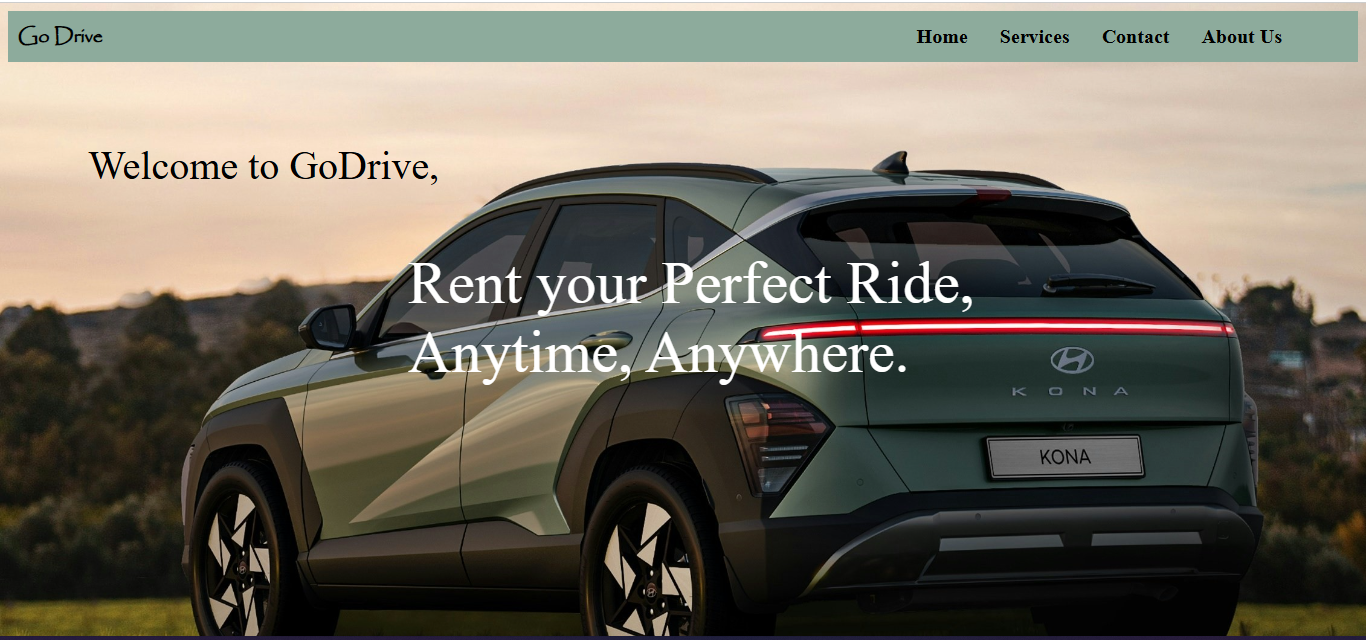 Go Drive
Home Services Contact About Us
Welcome to GoDrive,
Rent your Perfect Ride,
Anytime, Anywhere.
KONA
KONA